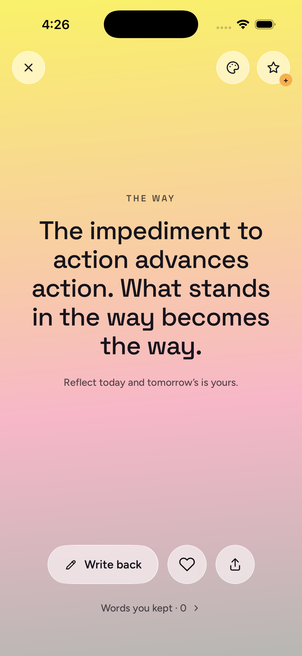 4:26
THE WAY
The impediment to
action advances
action. What stands
in the way becomes
the way.
Reflect today and tomorrow's is yours.
Write back
Words you kept · 0